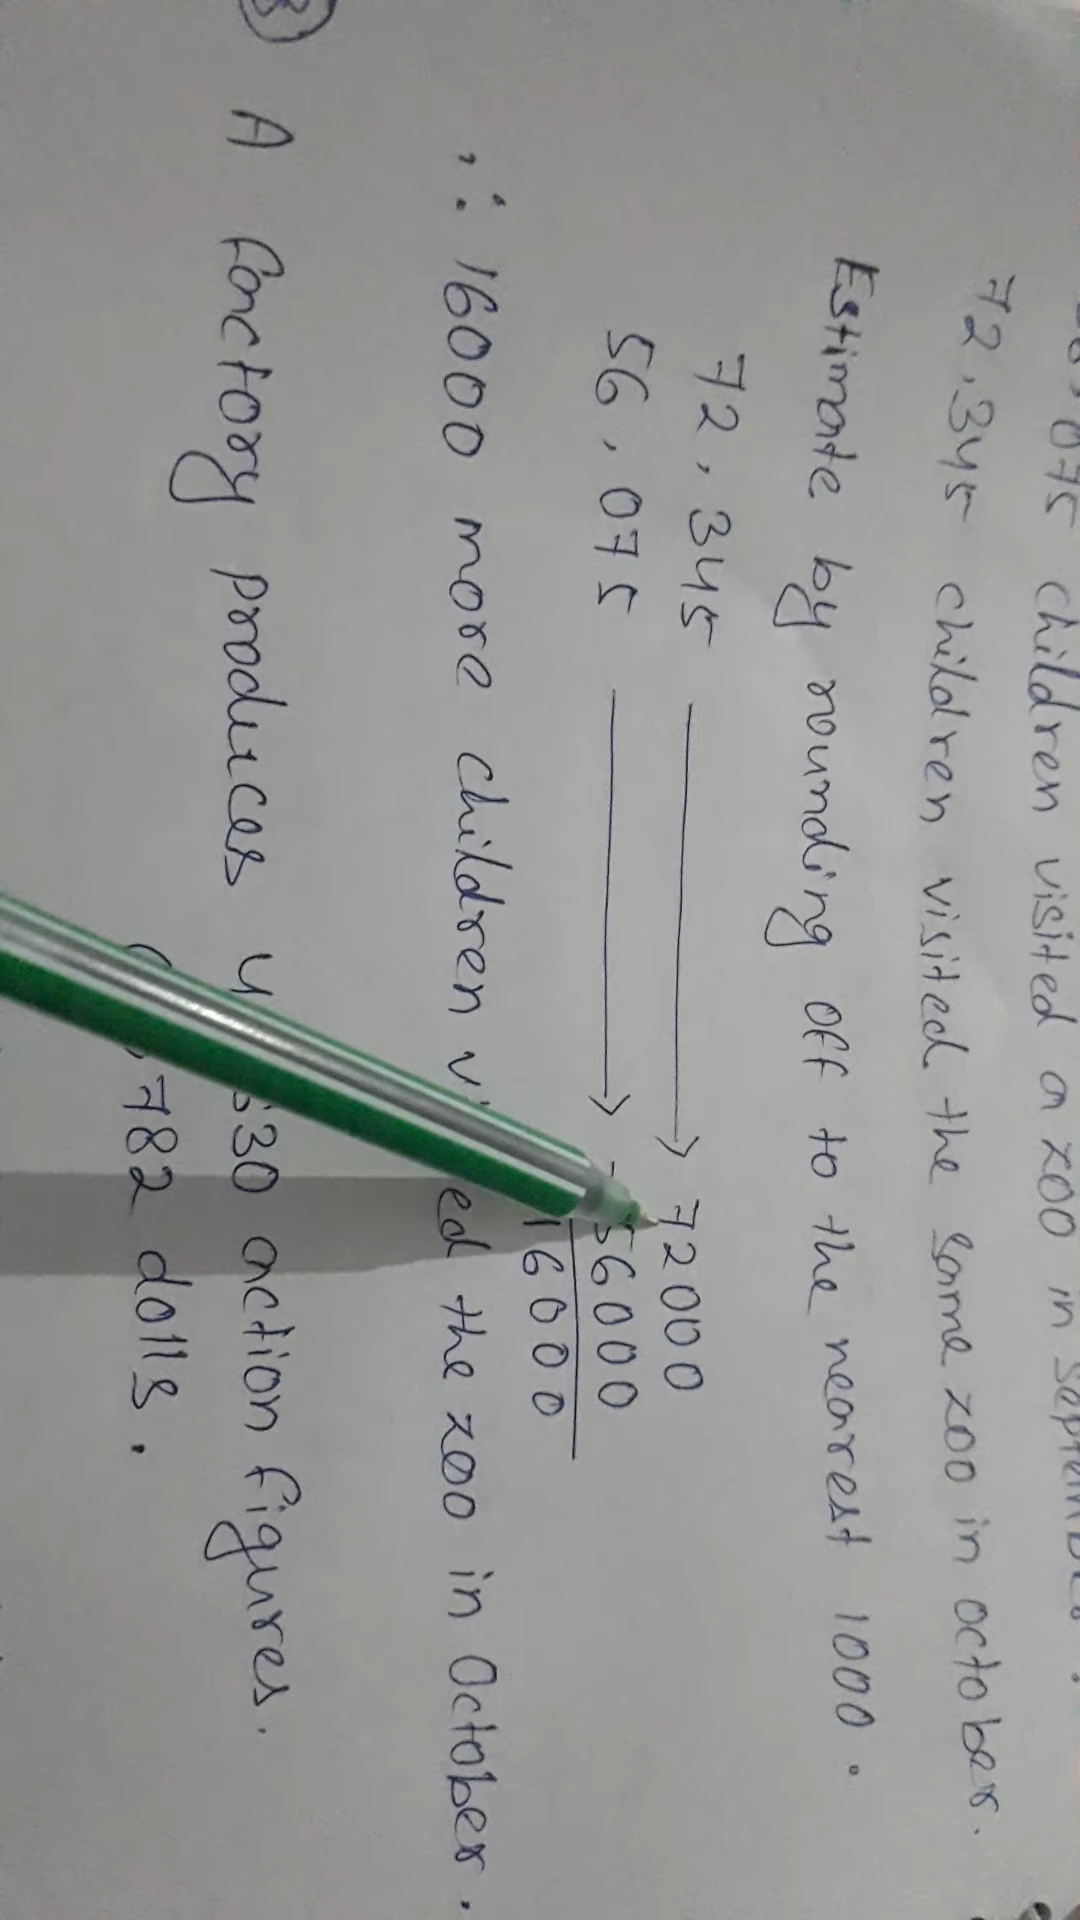 075 children visited a zoo in
72,345 children visited the same zoo in october.
Estimate by rounding off to the nearest 1000.
72,345 → 72000
56,075 → -56000
16000
∴ 16000 more children the zoo in October.
3 A factory produces action figures.
782 dolls.